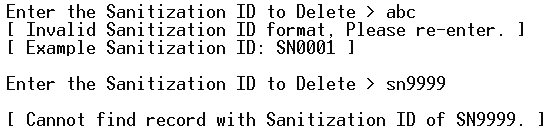 Enter the Sanitization ID to Delete > abc
[ Invalid Sanitization ID format, Please re-enter. ]
[ Example Sanitization ID: SN0001 ]
Enter the Sanitization ID to Delete > sn9999
[ Cannot find record with Sanitization ID of SN9999. ]